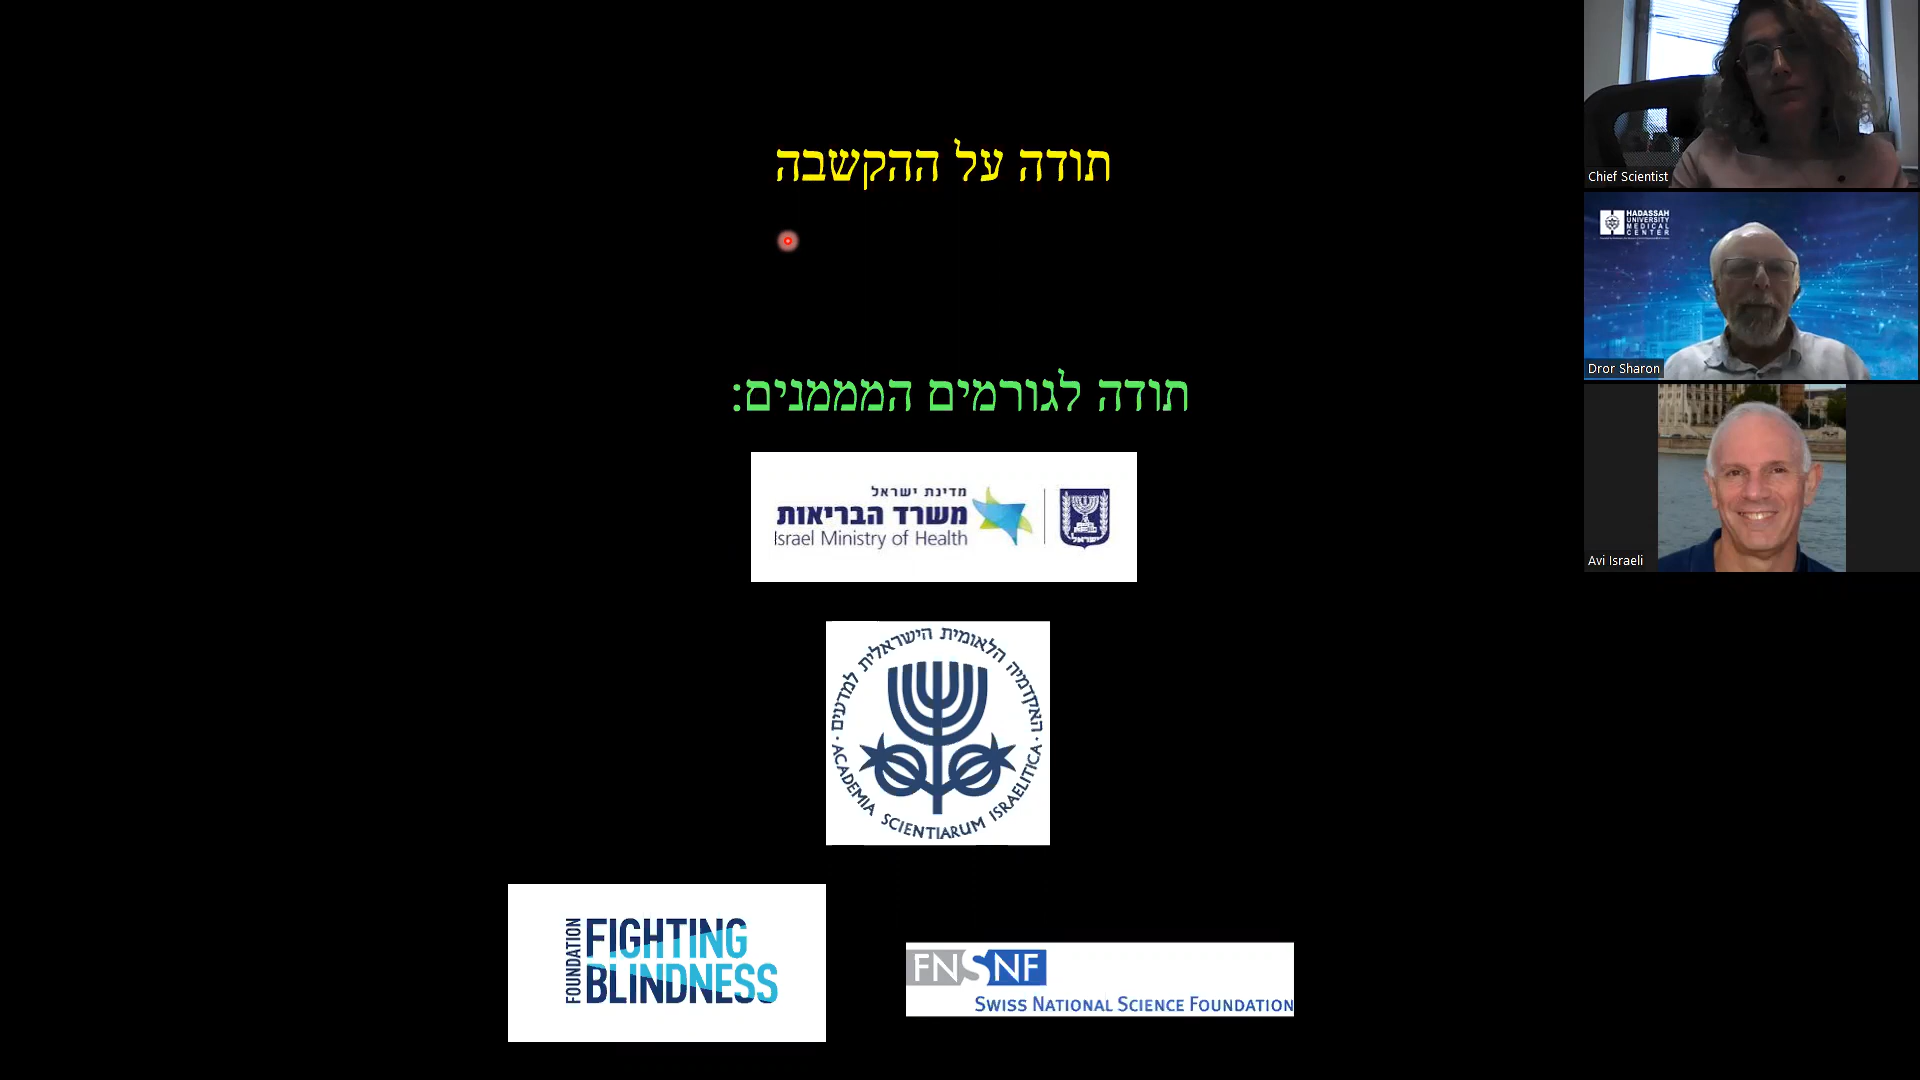 תודה על ההקשבה
תודה לגורמים המממנים:
מדינת ישראל
משרד הבריאות
Israel Ministry of Health
ישראל
האקדמיה הלאומית הישראלית למדעים
· ACADEMIA SCIENTIARUM ISRAELITICA ·
FOUNDATION
FIGHTING
BLINDNESS
FNSNF
SWISS NATIONAL SCIENCE FOUNDATION
Chief Scientist
HADASSAH
UNIVERSITY
MEDICAL
CENTER
Dror Sharon
Avi Israeli